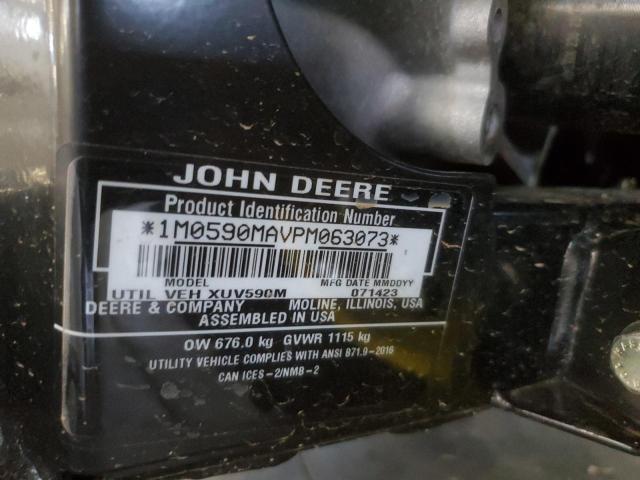 JOHN DEERE
Product Identification Number
*1M0590MAVPM063073*
MODEL MFG DATE MMDDYY
UTIL VEH XUV590M 071423
DEERE & COMPANY MOLINE, ILLINOIS, USA
ASSEMBLED IN USA
OW 676.0 kg GVWR 1115 kg
UTILITY VEHICLE COMPLIES WITH ANSI B71.9-2016
CAN ICES-2/NMB-2